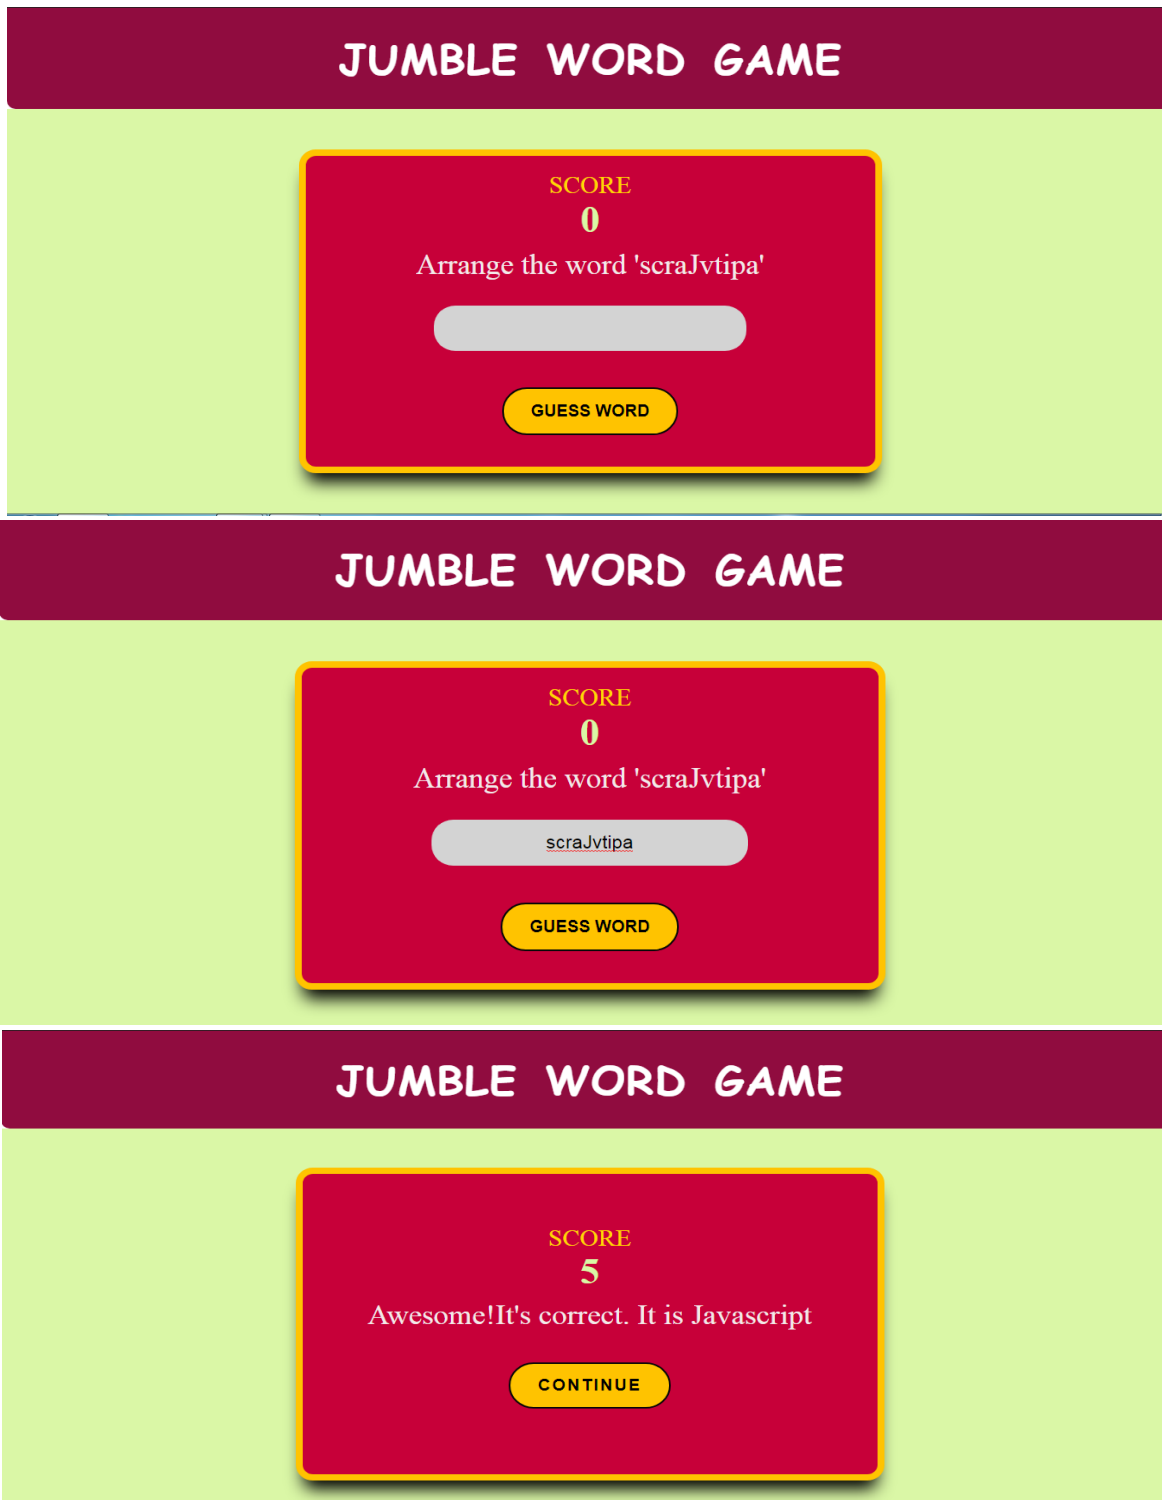 JUMBLE WORD GAME
SCORE
0
Arrange the word 'scraJvtipa'
GUESS WORD
JUMBLE WORD GAME
SCORE
0
Arrange the word 'scraJvtipa'
scraJvtipa
GUESS WORD
JUMBLE WORD GAME
SCORE
5
Awesome!It's correct. It is Javascript
CONTINUE